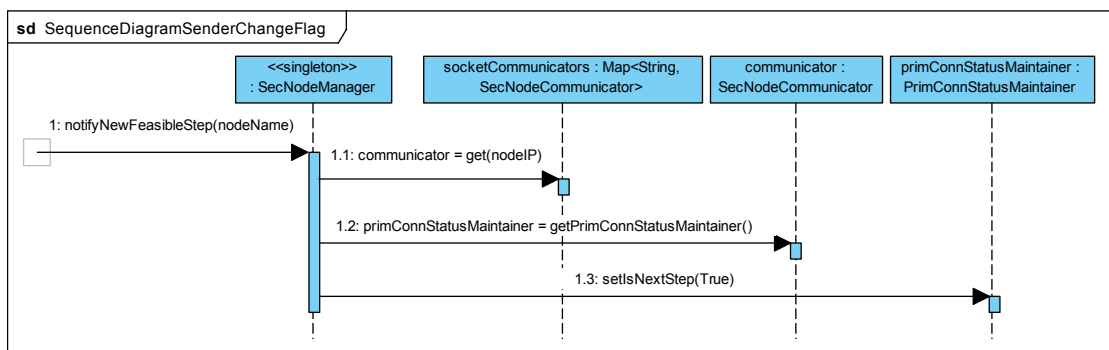 sd SequenceDiagramSenderChangeFlag
<<singleton>>
: SecNodeManager
socketCommunicators : Map<String,
SecNodeCommunicator>
communicator :
SecNodeCommunicator
primConnStatusMaintainer :
PrimConnStatusMaintainer
1: notifyNewFeasibleStep(nodeName)
1.1: communicator = get(nodeIP)
1.2: primConnStatusMaintainer = getPrimConnStatusMaintainer()
1.3: setIsNextStep(True)